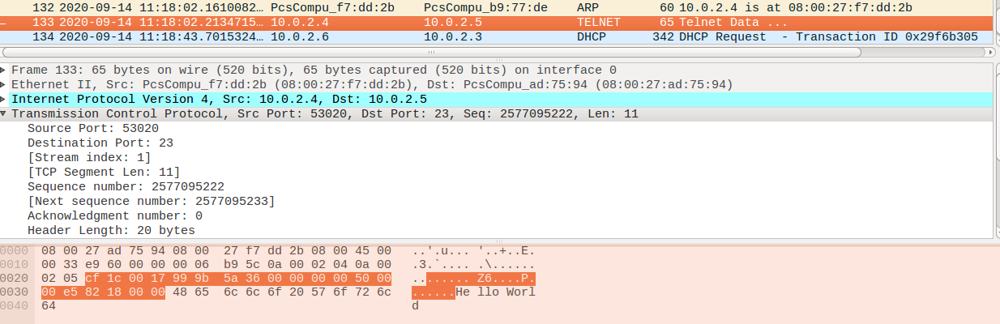 132 2020-09-14 11:18:02.1610082… PcsCompu_f7:dd:2b PcsCompu_b9:77:de ARP 60 10.0.2.4 is at 08:00:27:f7:dd:2b
133 2020-09-14 11:18:02.2134715… 10.0.2.4 10.0.2.5 TELNET 65 Telnet Data ...
134 2020-09-14 11:18:43.7015324… 10.0.2.6 10.0.2.3 DHCP 342 DHCP Request - Transaction ID 0x29f6b305
Frame 133: 65 bytes on wire (520 bits), 65 bytes captured (520 bits) on interface 0
Ethernet II, Src: PcsCompu_f7:dd:2b (08:00:27:f7:dd:2b), Dst: PcsCompu_ad:75:94 (08:00:27:ad:75:94)
Internet Protocol Version 4, Src: 10.0.2.4, Dst: 10.0.2.5
Transmission Control Protocol, Src Port: 53020, Dst Port: 23, Seq: 2577095222, Len: 11
Source Port: 53020
Destination Port: 23
[Stream index: 1]
[TCP Segment Len: 11]
Sequence number: 2577095222
[Next sequence number: 2577095233]
Acknowledgment number: 0
Header Length: 20 bytes
0000 08 00 27 ad 75 94 08 00 27 f7 dd 2b 08 00 45 00 ..'.u... '..+..E.
0010 00 33 e9 60 00 00 00 06 b9 5c 0a 00 02 04 0a 00 .3.`.... .\......
0020 02 05 cf 1c 00 17 99 9b 5a 36 00 00 00 00 50 00 ........ Z6....P.
0030 00 e5 82 18 00 00 48 65 6c 6c 6f 20 57 6f 72 6c ......He llo Worl
0040 64 d